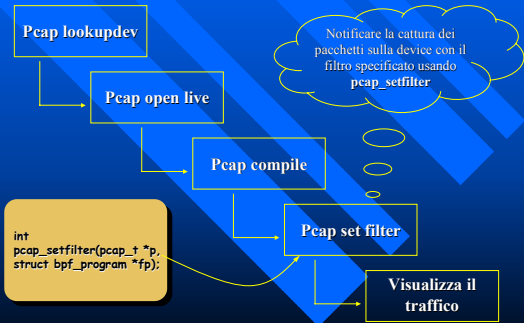 Pcap lookupdev
Notificare la cattura dei
pacchetti sulla device con il
filtro specificato usando
pcap_setfilter
Pcap open live
Pcap compile
Pcap set filter
int
pcap_setfilter(pcap_t *p,
struct bpf_program *fp);
Visualizza il
traffico